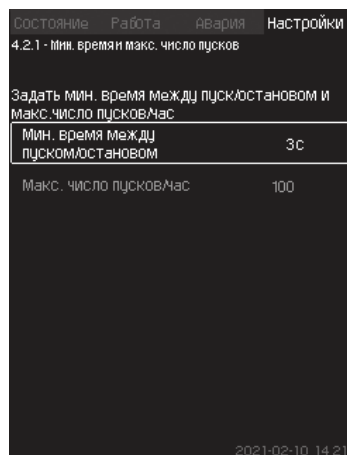 Состояние Работа Авария Настройки
4.2.1 - Мин. время и макс. число пусков
Задать мин. время между пуск/остановом и
макс.число пусков/час
Мин. время между
пуском/остановом
3с
Макс. число пусков/час 100
2021-02-10 14:21